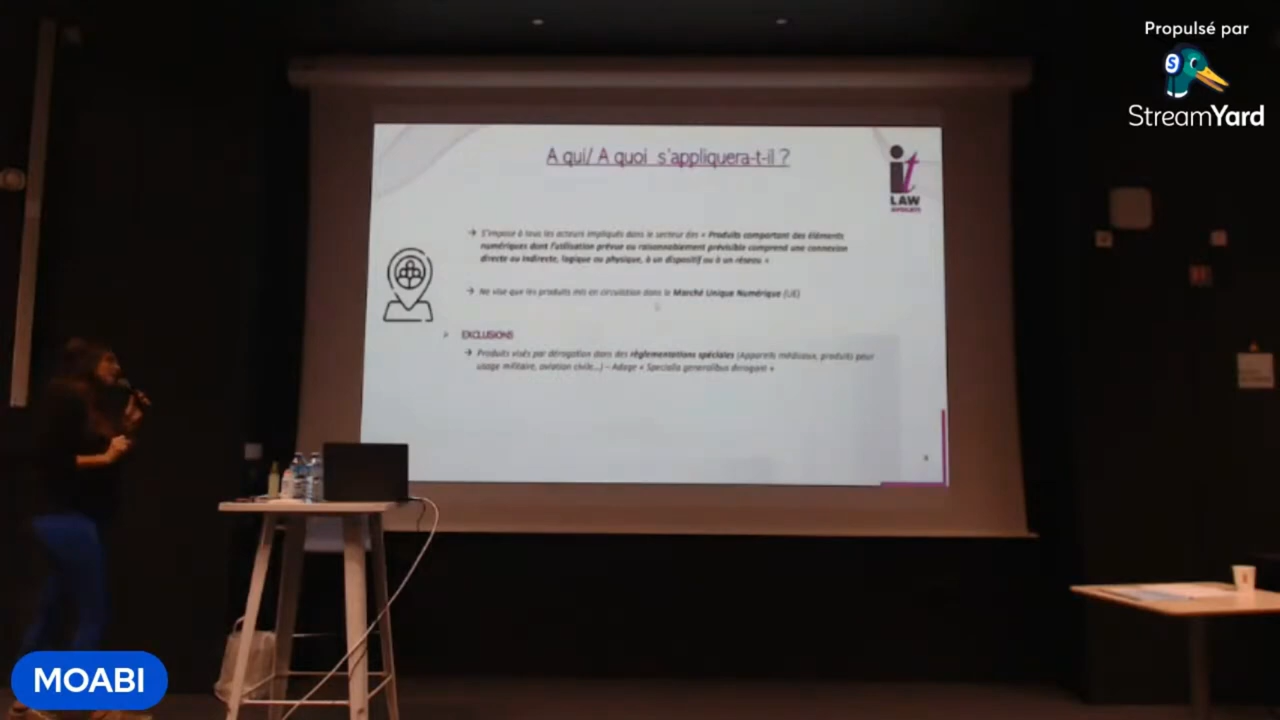 Propulsé par
StreamYard
A qui/ A quoi s'appliquera-t-il ?
it
LAW
AVOCATS
→ S'impose à tous les acteurs impliqués dans le secteur des « Produits comportant des éléments
numériques dont l'utilisation prévue ou raisonnablement prévisible comprend une connexion
directe ou indirecte, logique ou physique, à un dispositif ou à un réseau »
→ Ne vise que les produits mis en circulation dans le Marché Unique Numérique (UE)
EXCLUSIONS
→ Produits visés par dérogation dans des règlementations spéciales (Appareils médicaux, produits pour
usage militaire, aviation civile...) – Adage « Specialia generalibus derogant »
MOABI